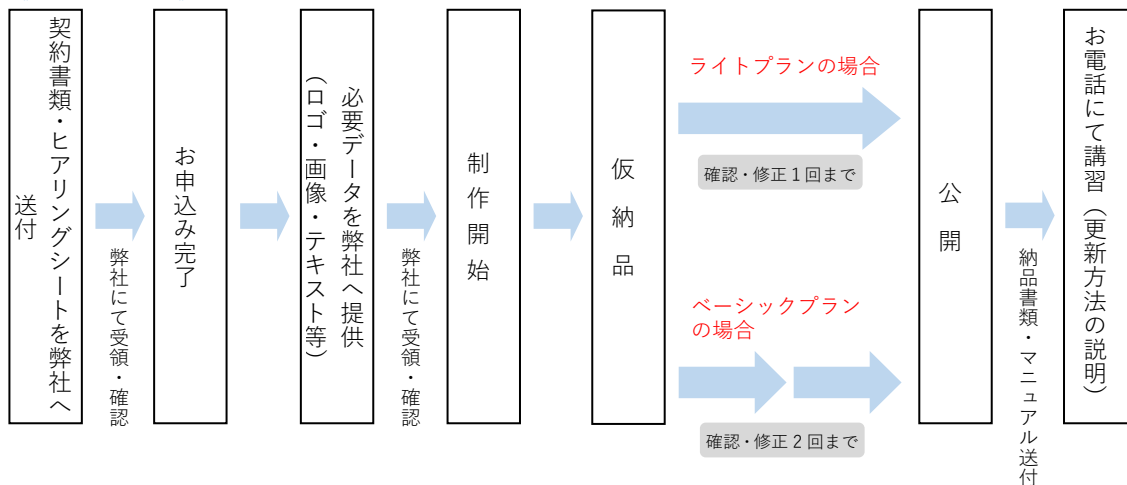 契約書類・ヒアリングシートを弊社へ
送付
弊社にて受領・確認
お申込み完了
必要データを弊社へ提供
(ロゴ・画像・テキスト等)
弊社にて受領・確認
制作開始
仮納品
ライトプランの場合
確認・修正1回まで
ベーシックプラン
の場合
確認・修正2回まで
公開
納品書類・マニュアル送付
お電話にて講習(更新方法の説明)